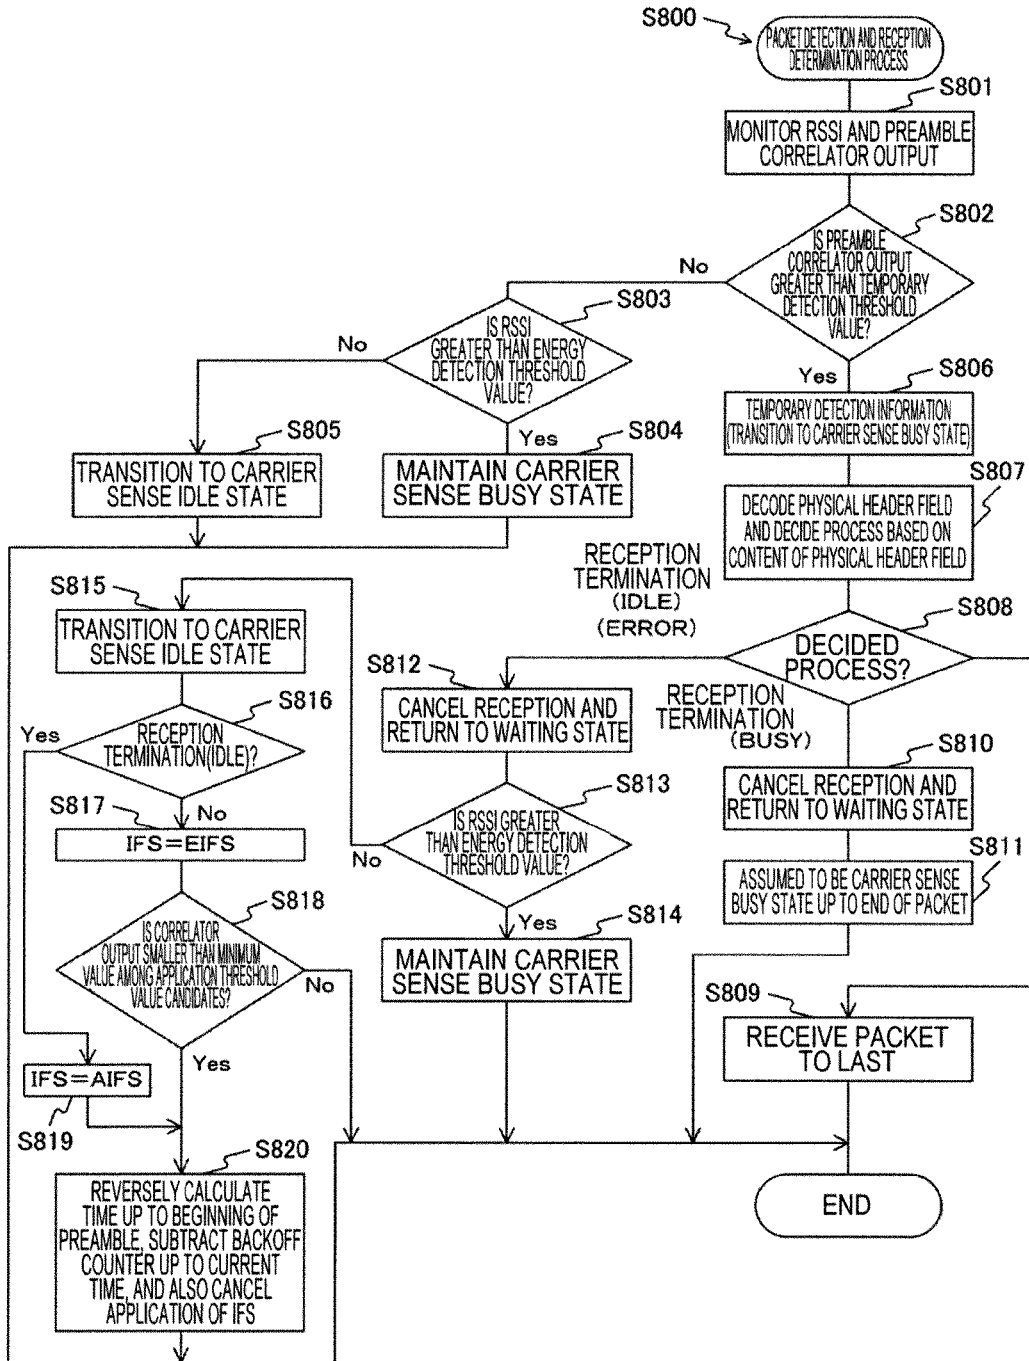 S800
PACKET DETECTION AND RECEPTION
DETERMINATION PROCESS
S801
MONITOR RSSI AND PREAMBLE
CORRELATOR OUTPUT
S802
IS PREAMBLE
CORRELATOR OUTPUT
GREATER THAN TEMPORARY
DETECTION THRESHOLD
VALUE?
No
Yes
S803
IS RSSI
GREATER THAN ENERGY
DETECTION THRESHOLD
VALUE?
No
Yes
S805
TRANSITION TO CARRIER
SENSE IDLE STATE
S804
MAINTAIN CARRIER
SENSE BUSY STATE
S806
TEMPORARY DETECTION INFORMATION
(TRANSITION TO CARRIER SENSE BUSY STATE)
S807
DECODE PHYSICAL HEADER FIELD
AND DECIDE PROCESS BASED ON
CONTENT OF PHYSICAL HEADER FIELD
S808
DECIDED
PROCESS?
RECEPTION
TERMINATION
(IDLE)
(ERROR)
RECEPTION
TERMINATION
(BUSY)
S812
CANCEL RECEPTION AND
RETURN TO WAITING STATE
S810
CANCEL RECEPTION AND
RETURN TO WAITING STATE
S811
ASSUMED TO BE CARRIER SENSE
BUSY STATE UP TO END OF PACKET
S813
IS RSSI GREATER
THAN ENERGY DETECTION
THRESHOLD VALUE?
No
Yes
S814
MAINTAIN CARRIER
SENSE BUSY STATE
S815
TRANSITION TO CARRIER
SENSE IDLE STATE
S816
RECEPTION
TERMINATION(IDLE)?
Yes
No
S817
IFS=EIFS
S818
IS CORRELATOR
OUTPUT SMALLER THAN MINIMUM
VALUE AMONG APPLICATION THRESHOLD
VALUE CANDIDATES?
No
Yes
IFS=AIFS
S819
S809
RECEIVE PACKET
TO LAST
S820
REVERSELY CALCULATE
TIME UP TO BEGINNING OF
PREAMBLE, SUBTRACT BACKOFF
COUNTER UP TO CURRENT
TIME, AND ALSO CANCEL
APPLICATION OF IFS
END